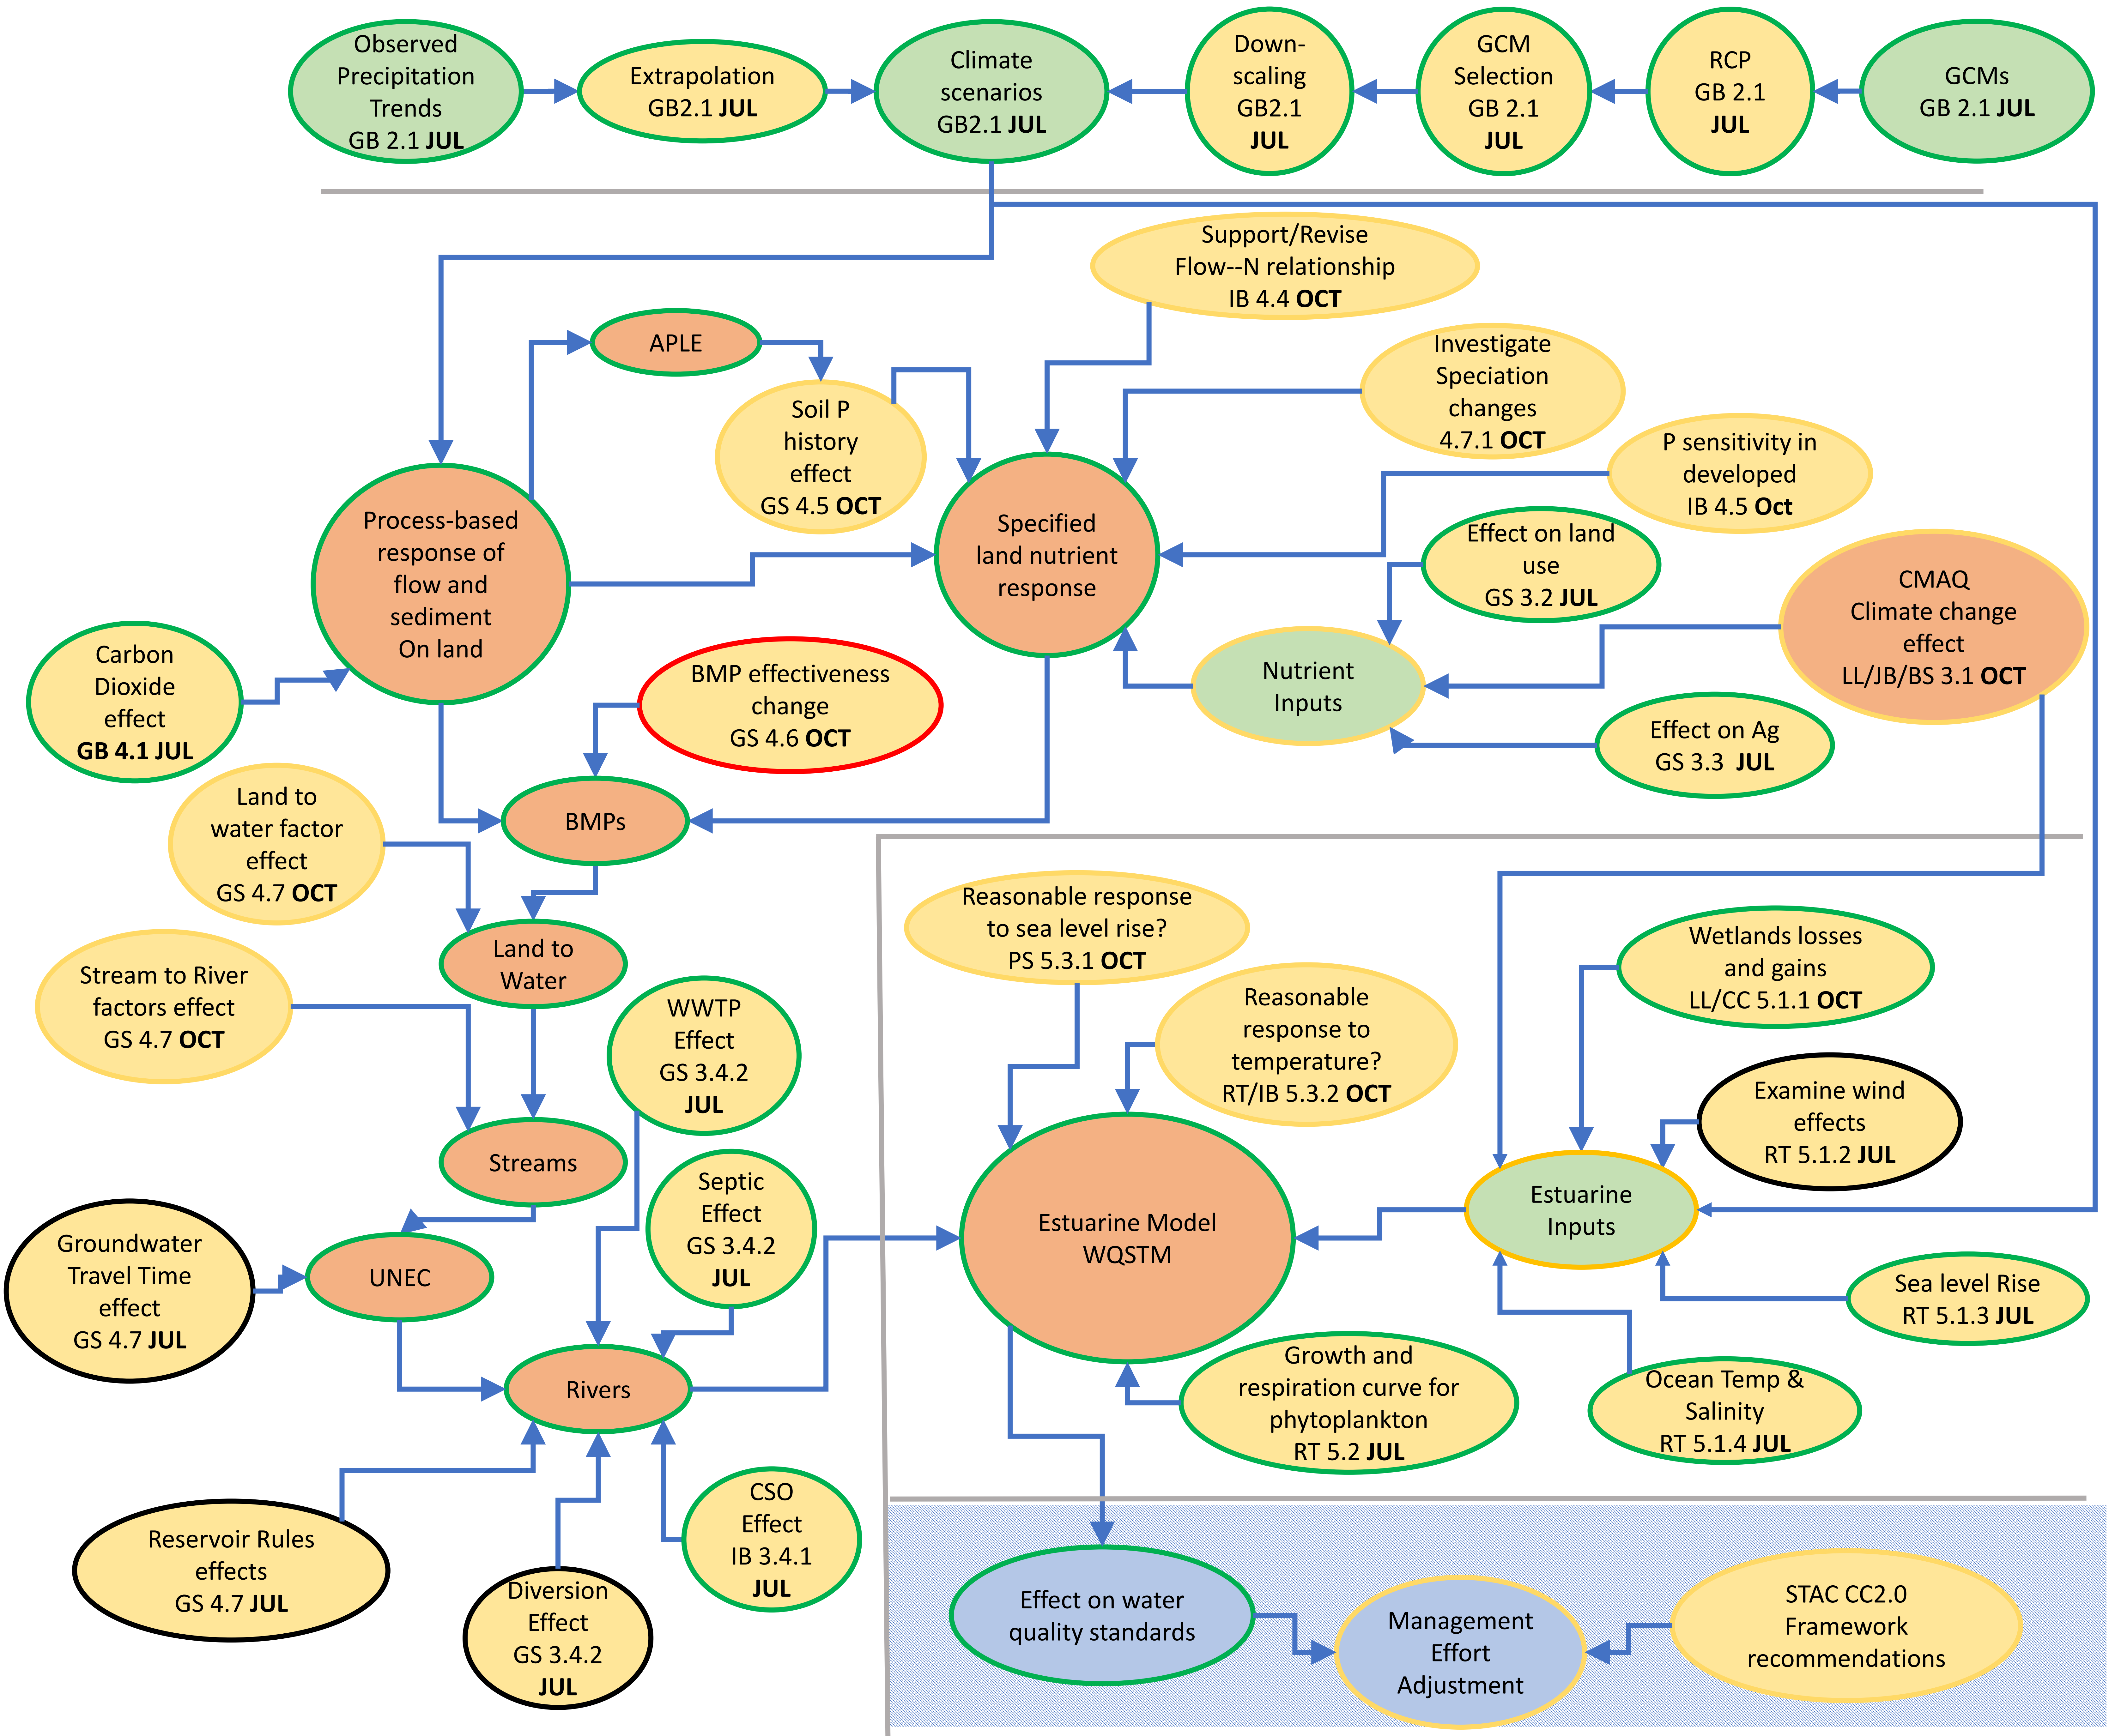 Observed
Precipitation
Trends
GB 2.1 JUL
Extrapolation
GB2.1 JUL
Climate
scenarios
GB2.1 JUL
Down-
scaling
GB2.1
JUL
GCM
Selection
GB 2.1
JUL
RCP
GB 2.1
JUL
GCMs
GB 2.1 JUL
Support/Revise
Flow--N relationship
IB 4.4 OCT
APLE
Investigate
Speciation
changes
4.7.1 OCT
Soil P
history
effect
GS 4.5 OCT
P sensitivity in
developed
IB 4.5 Oct
Process-based
response of
flow and
sediment
On land
Specified
land nutrient
response
Effect on land
use
GS 3.2 JUL
CMAQ
Climate change
effect
LL/JB/BS 3.1 OCT
Carbon
Dioxide
effect
GB 4.1 JUL
BMP effectiveness
change
GS 4.6 OCT
Nutrient
Inputs
Effect on Ag
GS 3.3 JUL
Land to
water factor
effect
GS 4.7 OCT
BMPs
Reasonable response
to sea level rise?
PS 5.3.1 OCT
Wetlands losses
and gains
LL/CC 5.1.1 OCT
Land to
Water
Stream to River
factors effect
GS 4.7 OCT
WWTP
Effect
GS 3.4.2
JUL
Reasonable
response to
temperature?
RT/IB 5.3.2 OCT
Examine wind
effects
RT 5.1.2 JUL
Streams
Septic
Effect
GS 3.4.2
JUL
Estuarine Model
WQSTM
Estuarine
Inputs
Groundwater
Travel Time
effect
GS 4.7 JUL
UNEC
Sea level Rise
RT 5.1.3 JUL
Rivers
Growth and
respiration curve for
phytoplankton
RT 5.2 JUL
Ocean Temp &
Salinity
RT 5.1.4 JUL
Reservoir Rules
effects
GS 4.7 JUL
CSO
Effect
IB 3.4.1
JUL
Diversion
Effect
GS 3.4.2
JUL
Effect on water
quality standards
Management
Effort
Adjustment
STAC CC2.0
Framework
recommendations